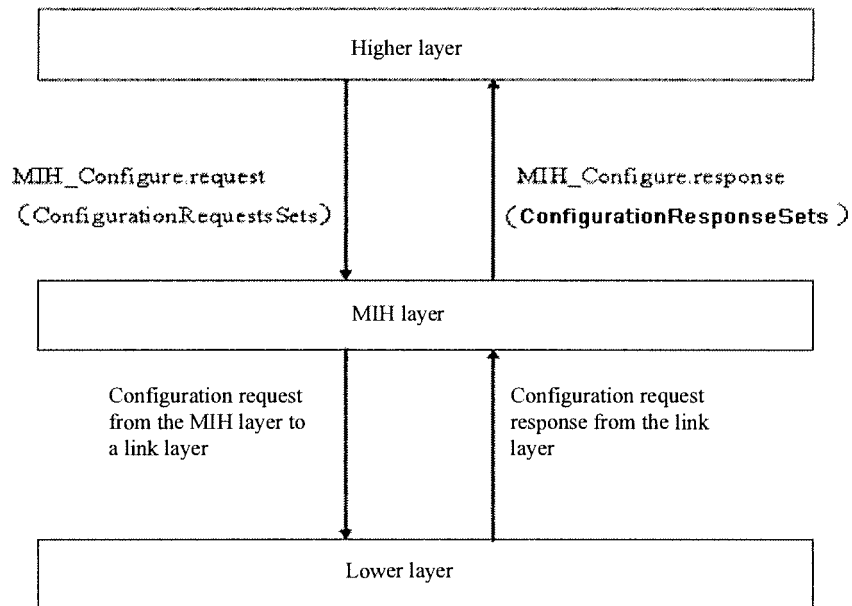 Higher layer
MIH_Configure.request
(ConfigurationRequestsSets)
MIH_Configure.response
(ConfigurationResponseSets)
MIH layer
Configuration request
from the MIH layer to
a link layer
Configuration request
response from the link
layer
Lower layer